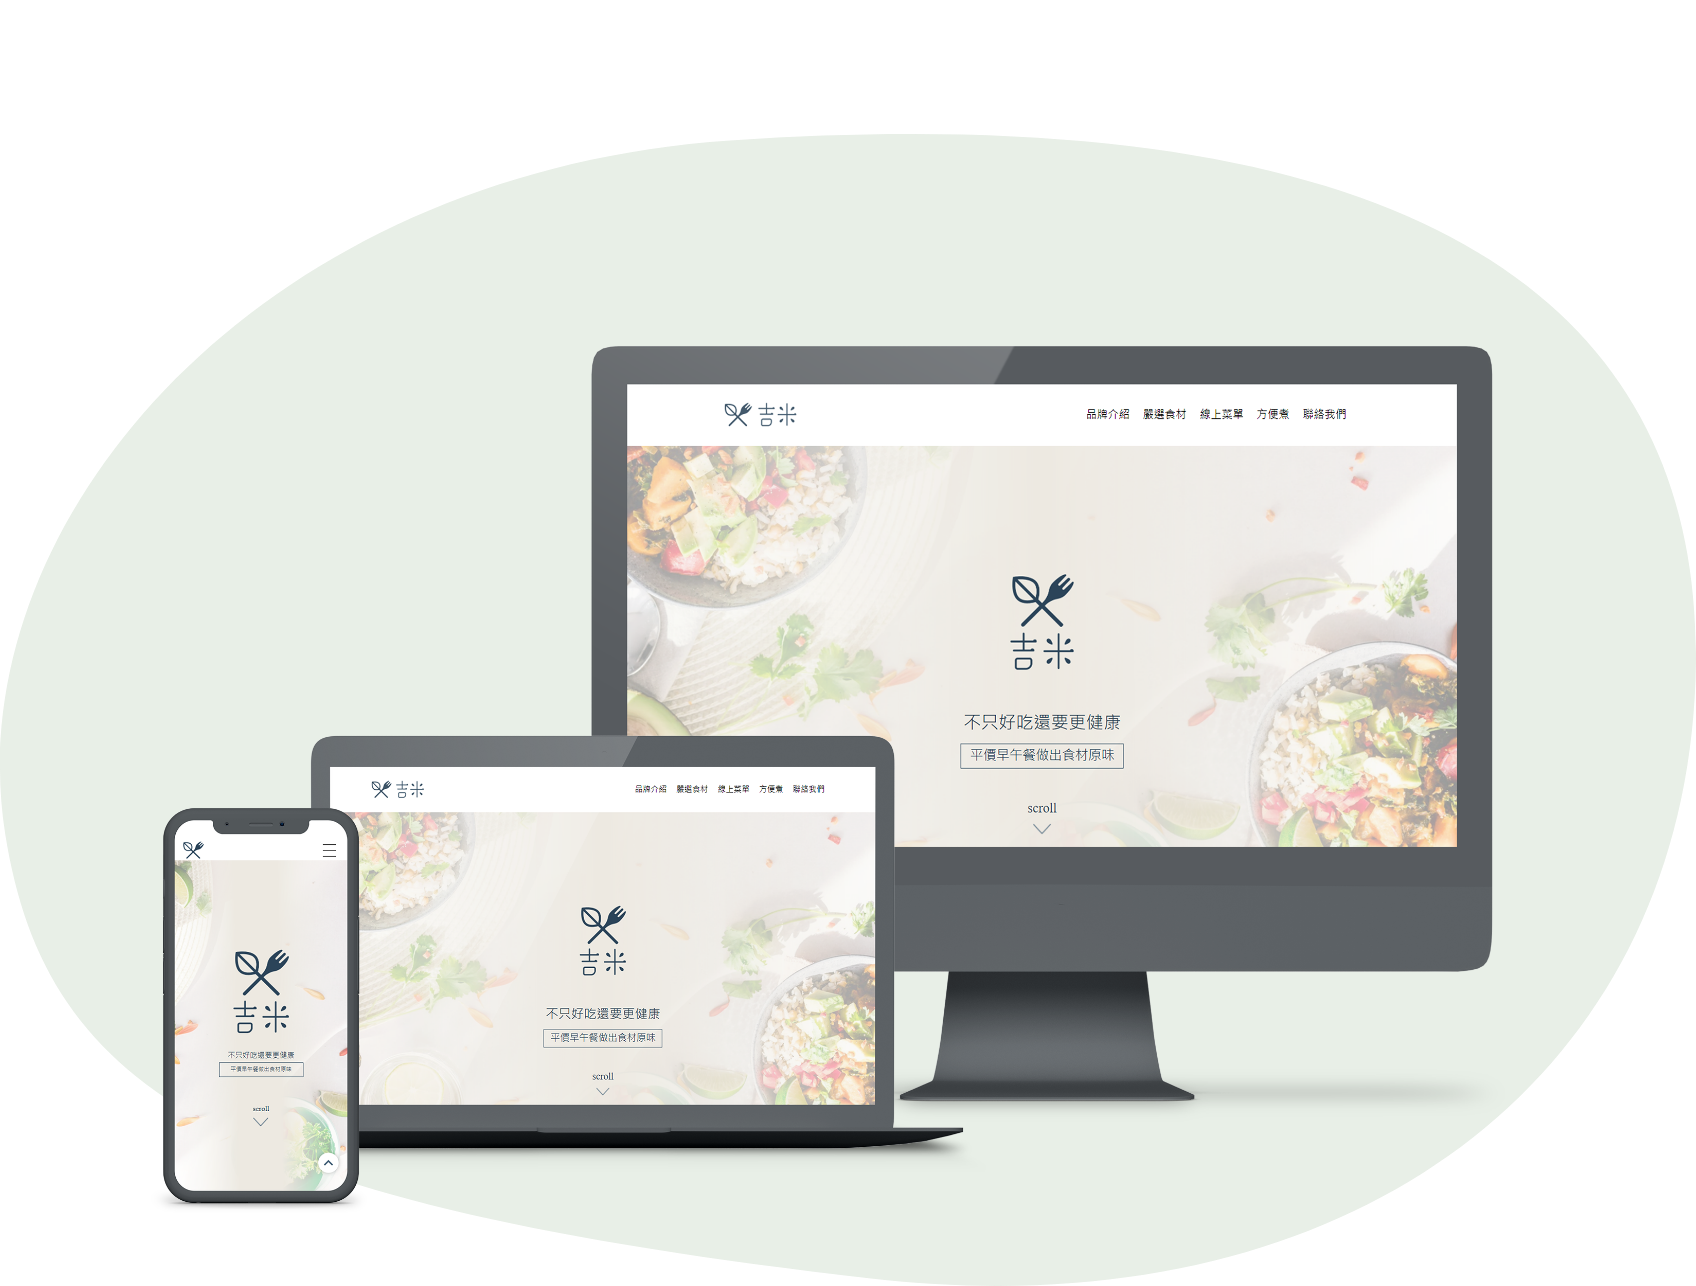 吉米
品牌介紹 嚴選食材 線上菜單 方便煮 聯絡我們
吉米
不只好吃還要更健康
平價早午餐做出食材原味
scroll
吉米
品牌介紹 嚴選食材 線上菜單 方便煮 聯絡我們
吉米
不只好吃還要更健康
平價早午餐做出食材原味
scroll
吉米
不只好吃還要更健康
平價早午餐做出食材原味
scroll